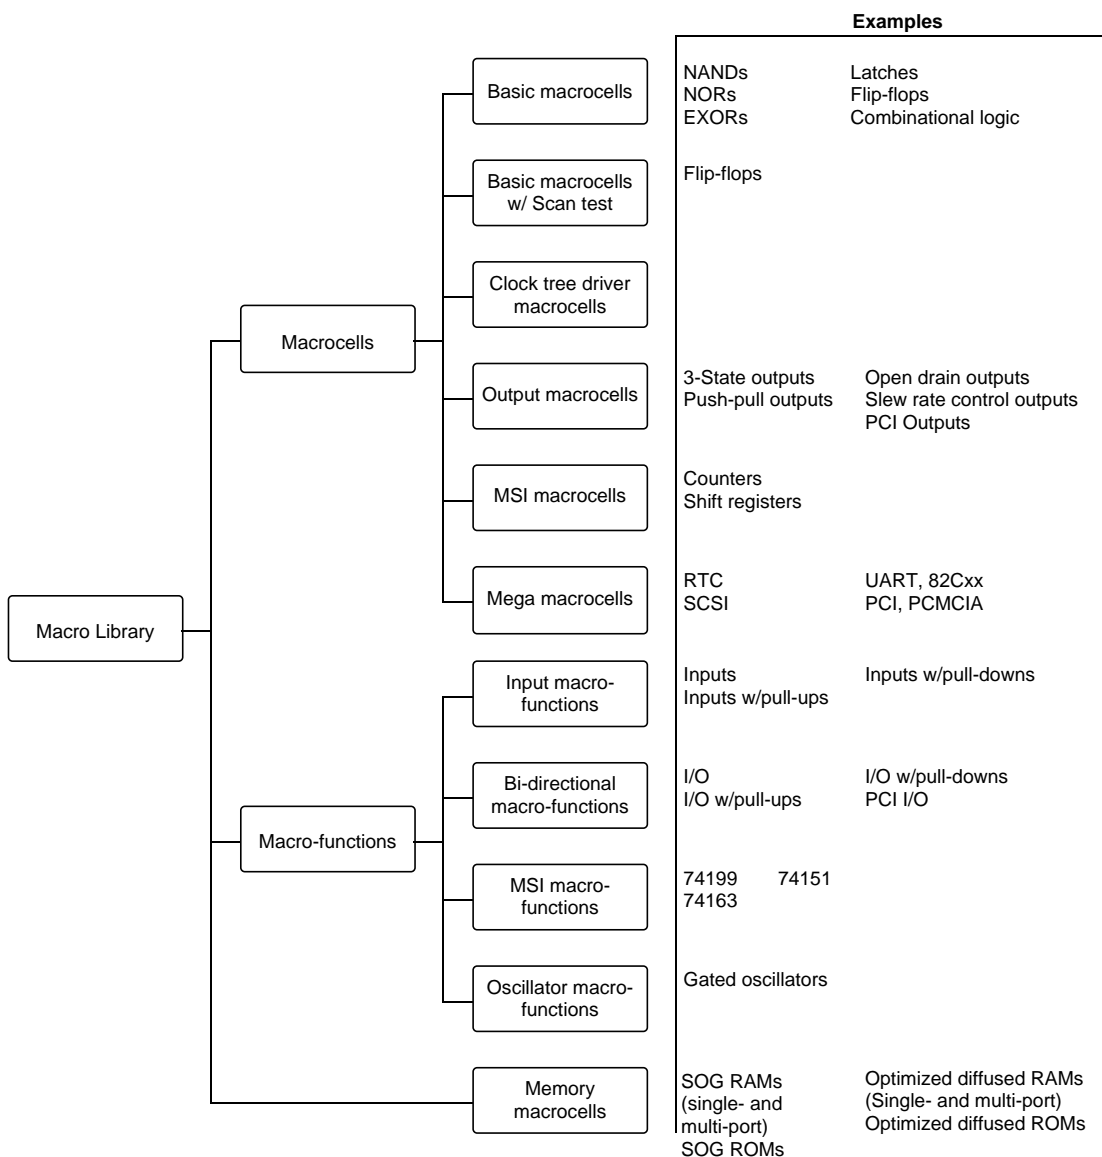 Examples
Basic macrocells
NANDs Latches
NORs Flip-flops
EXORs Combinational logic
Basic macrocells
w/ Scan test
Flip-flops
Clock tree driver
macrocells
Macrocells
Output macrocells
3-State outputs Open drain outputs
Push-pull outputs Slew rate control outputs
PCI Outputs
MSI macrocells
Counters
Shift registers
Mega macrocells
RTC UART, 82Cxx
SCSI PCI, PCMCIA
Macro Library
Input macro-
functions
Inputs Inputs w/pull-downs
Inputs w/pull-ups
Bi-directional
macro-functions
I/O I/O w/pull-downs
I/O w/pull-ups PCI I/O
Macro-functions
MSI macro-
functions
74199 74151
74163
Oscillator macro-
functions
Gated oscillators
Memory
macrocells
SOG RAMs
(single- and
multi-port)
SOG ROMs
Optimized diffused RAMs
(Single- and multi-port)
Optimized diffused ROMs